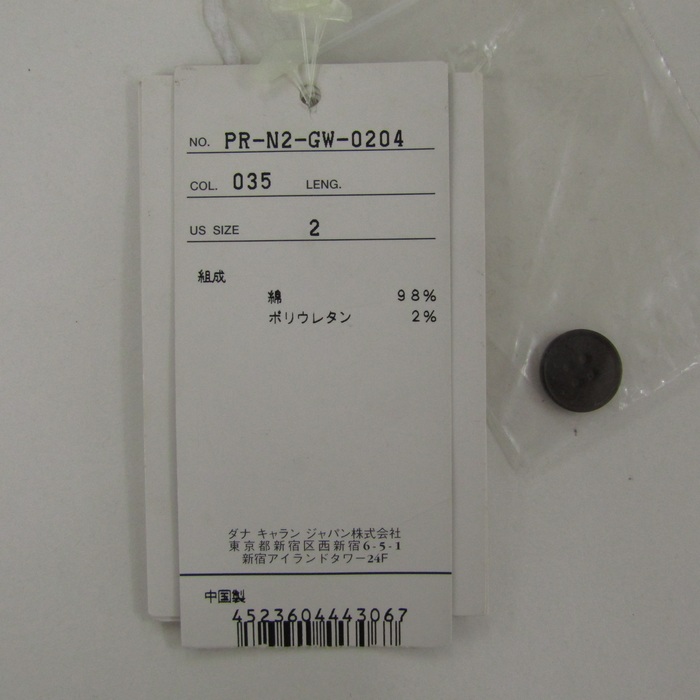 NO. PR-N2-GW-0204
COL. 035 LENG.
US SIZE 2
組成
綿 98%
ポリウレタン 2%
ダナ キャラン ジャパン株式会社
東京都新宿区西新宿6-5-1
新宿アイランドタワー24F
中国製
4523604443067